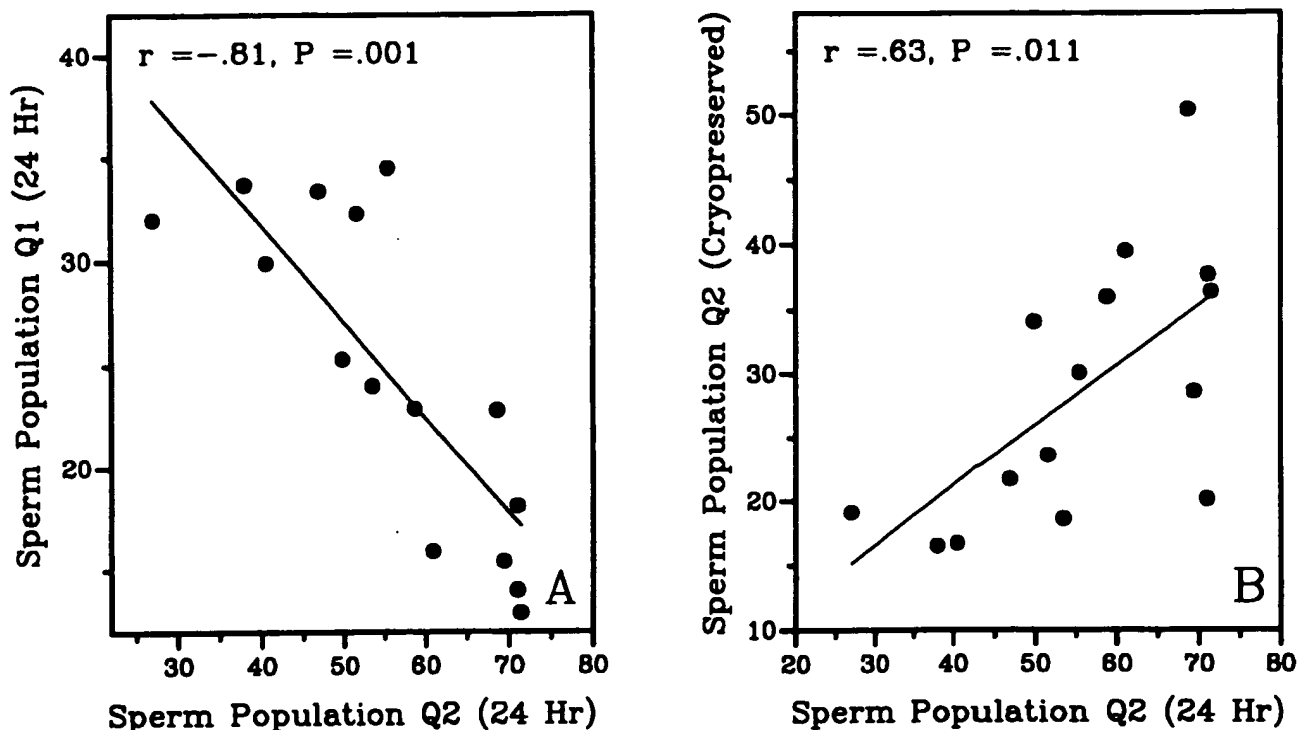 r =-.81, P =.001
Sperm Population Q1 (24 Hr)
40
30
20
A
30 40 50 60 70 80
Sperm Population Q2 (24 Hr)
r =.63, P =.011
Sperm Population Q2 (Cryopreserved)
50
40
30
20
10
B
20 30 40 50 60 70 80
Sperm Population Q2 (24 Hr)